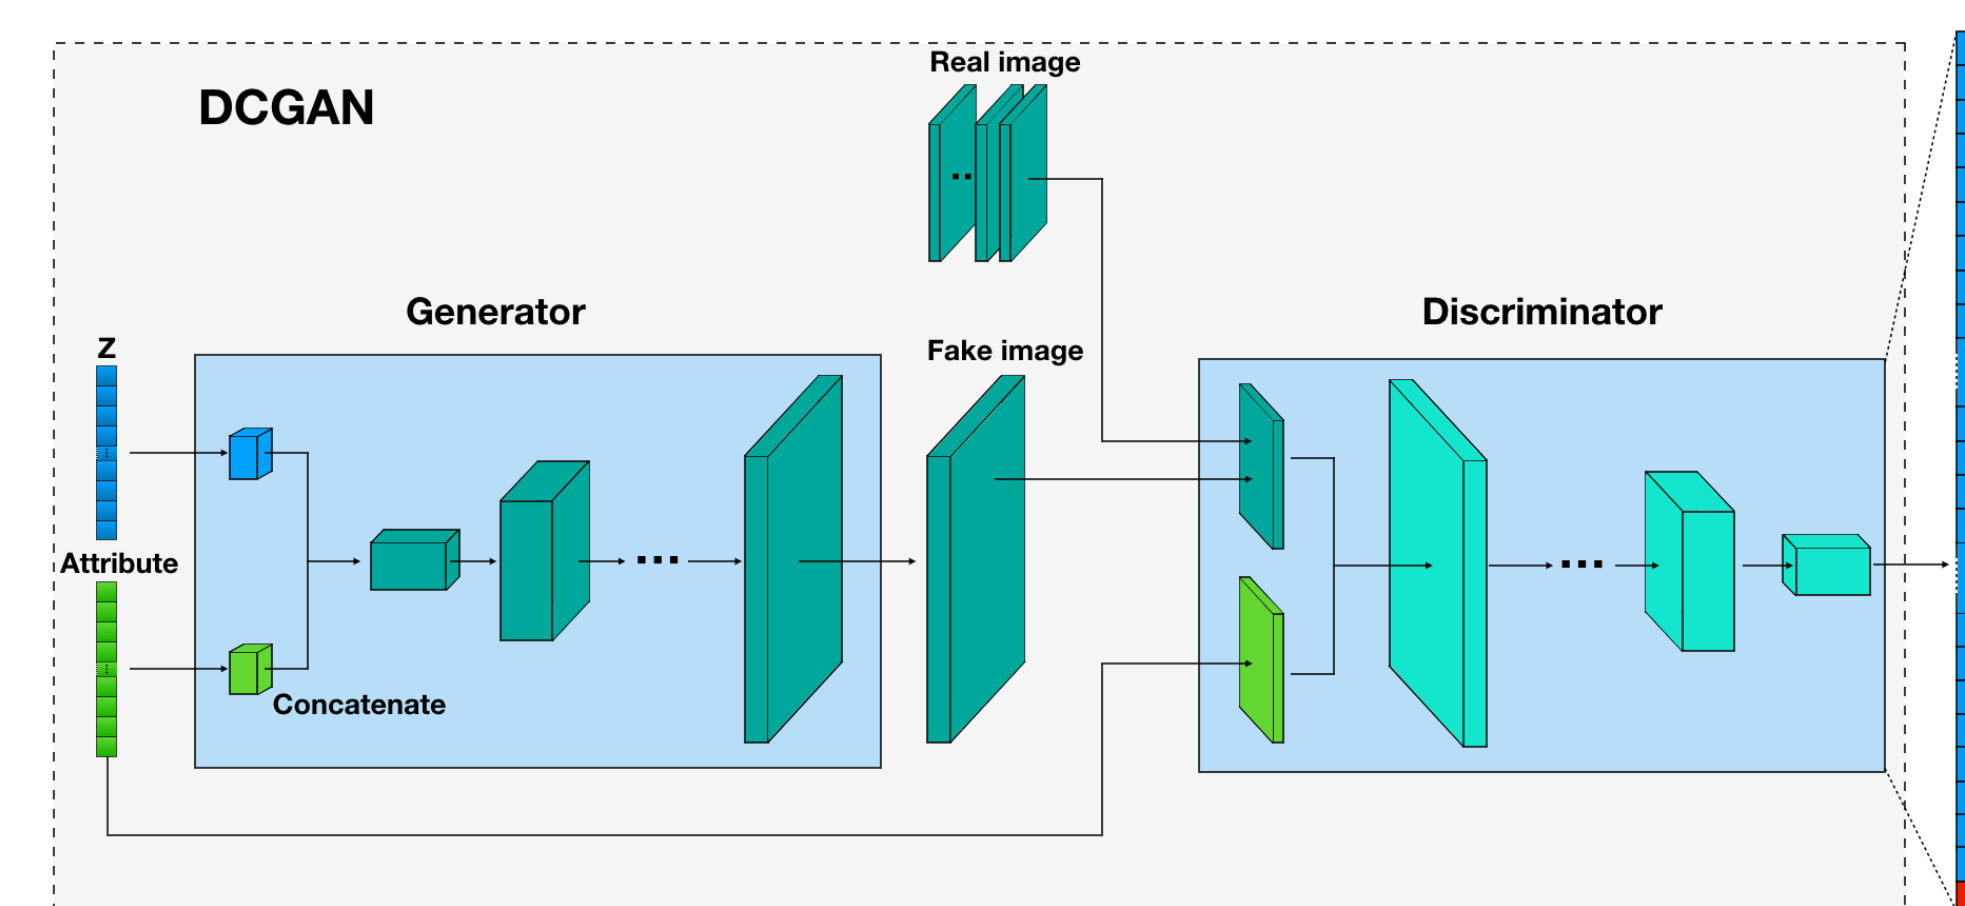 Real image
DCGAN
Generator
Discriminator
Z
Fake image
Attribute
Concatenate